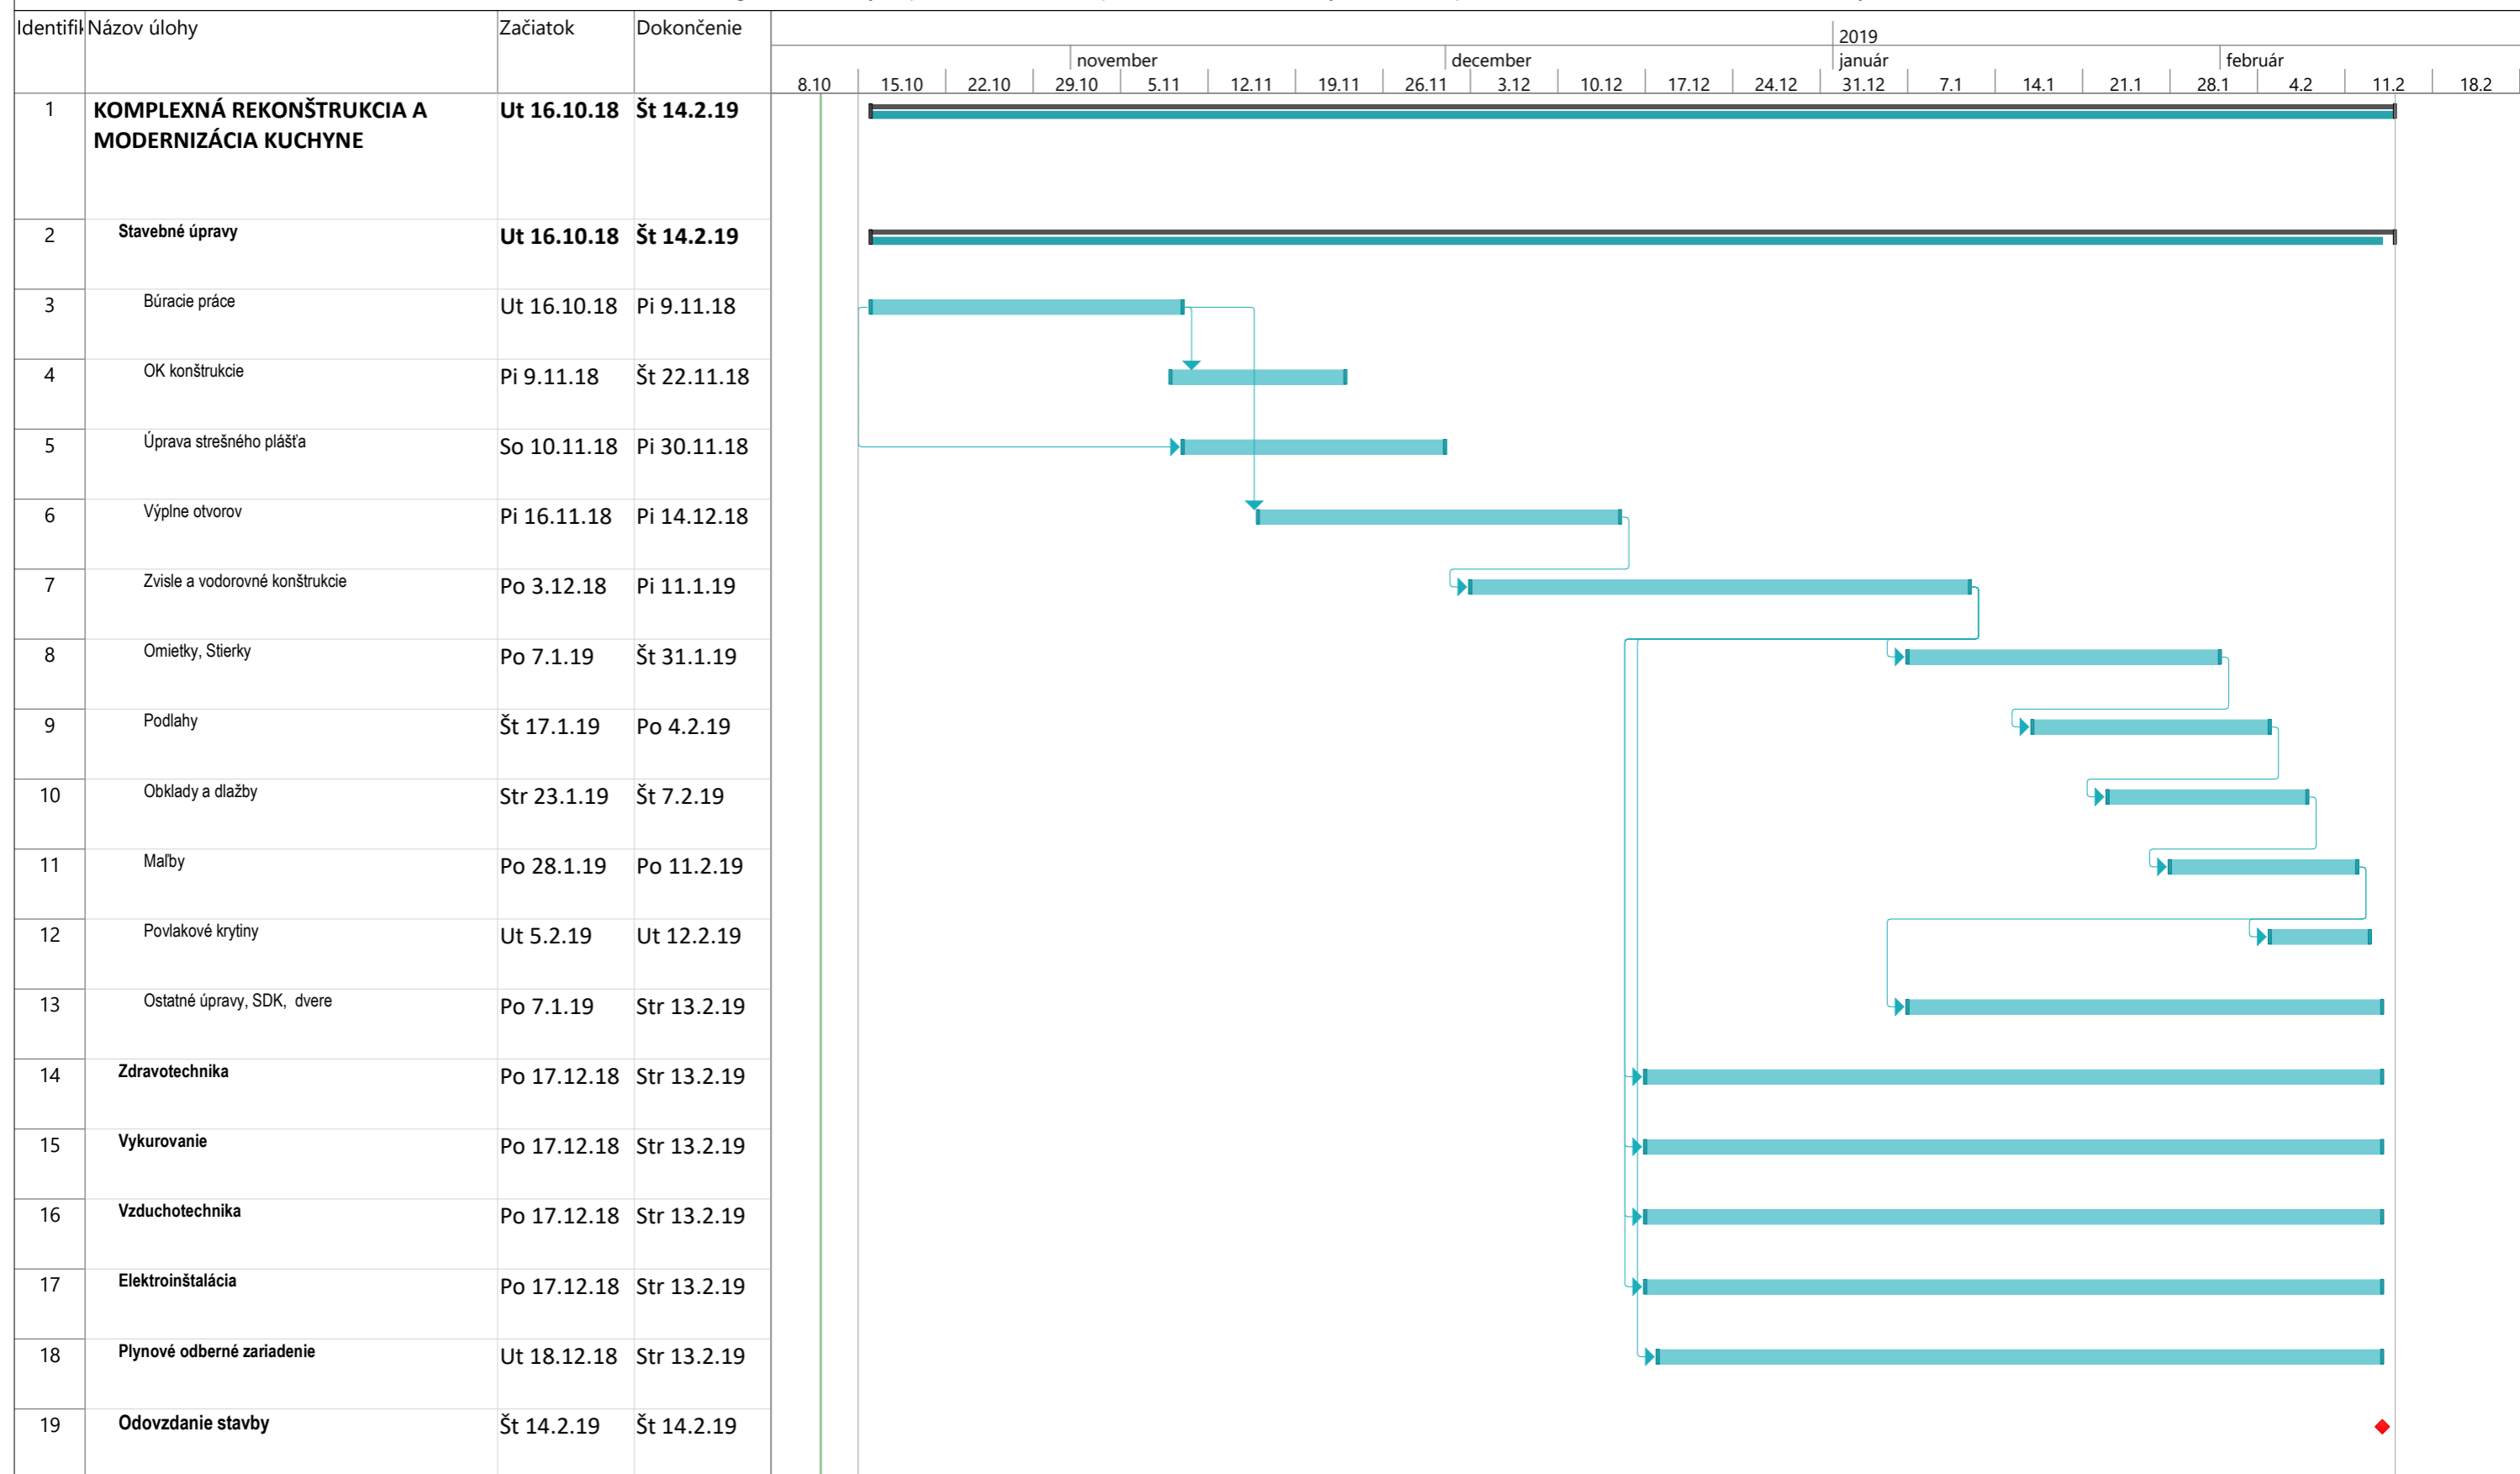 Identifik Názov úlohy Začiatok Dokončenie
2019
november december január február
8.10 15.10 22.10 29.10 5.11 12.11 19.11 26.11 3.12 10.12 17.12 24.12 31.12 7.1 14.1 21.1 28.1 4.2 11.2 18.2
1 KOMPLEXNÁ REKONŠTRUKCIA A Ut 16.10.18 Št 14.2.19
MODERNIZÁCIA KUCHYNE
2 Stavebné úpravy Ut 16.10.18 Št 14.2.19
3 Búracie práce Ut 16.10.18 Pi 9.11.18
4 OK konštrukcie Pi 9.11.18 Št 22.11.18
5 Úprava strešného plášťa So 10.11.18 Pi 30.11.18
6 Výplne otvorov Pi 16.11.18 Pi 14.12.18
7 Zvisle a vodorovné konštrukcie Po 3.12.18 Pi 11.1.19
8 Omietky, Stierky Po 7.1.19 Št 31.1.19
9 Podlahy Št 17.1.19 Po 4.2.19
10 Obklady a dlažby Str 23.1.19 Št 7.2.19
11 Maľby Po 28.1.19 Po 11.2.19
12 Povlakové krytiny Ut 5.2.19 Ut 12.2.19
13 Ostatné úpravy, SDK, dvere Po 7.1.19 Str 13.2.19
14 Zdravotechnika Po 17.12.18 Str 13.2.19
15 Vykurovanie Po 17.12.18 Str 13.2.19
16 Vzduchotechnika Po 17.12.18 Str 13.2.19
17 Elektroinštalácia Po 17.12.18 Str 13.2.19
18 Plynové odberné zariadenie Ut 18.12.18 Str 13.2.19
19 Odovzdanie stavby Št 14.2.19 Št 14.2.19